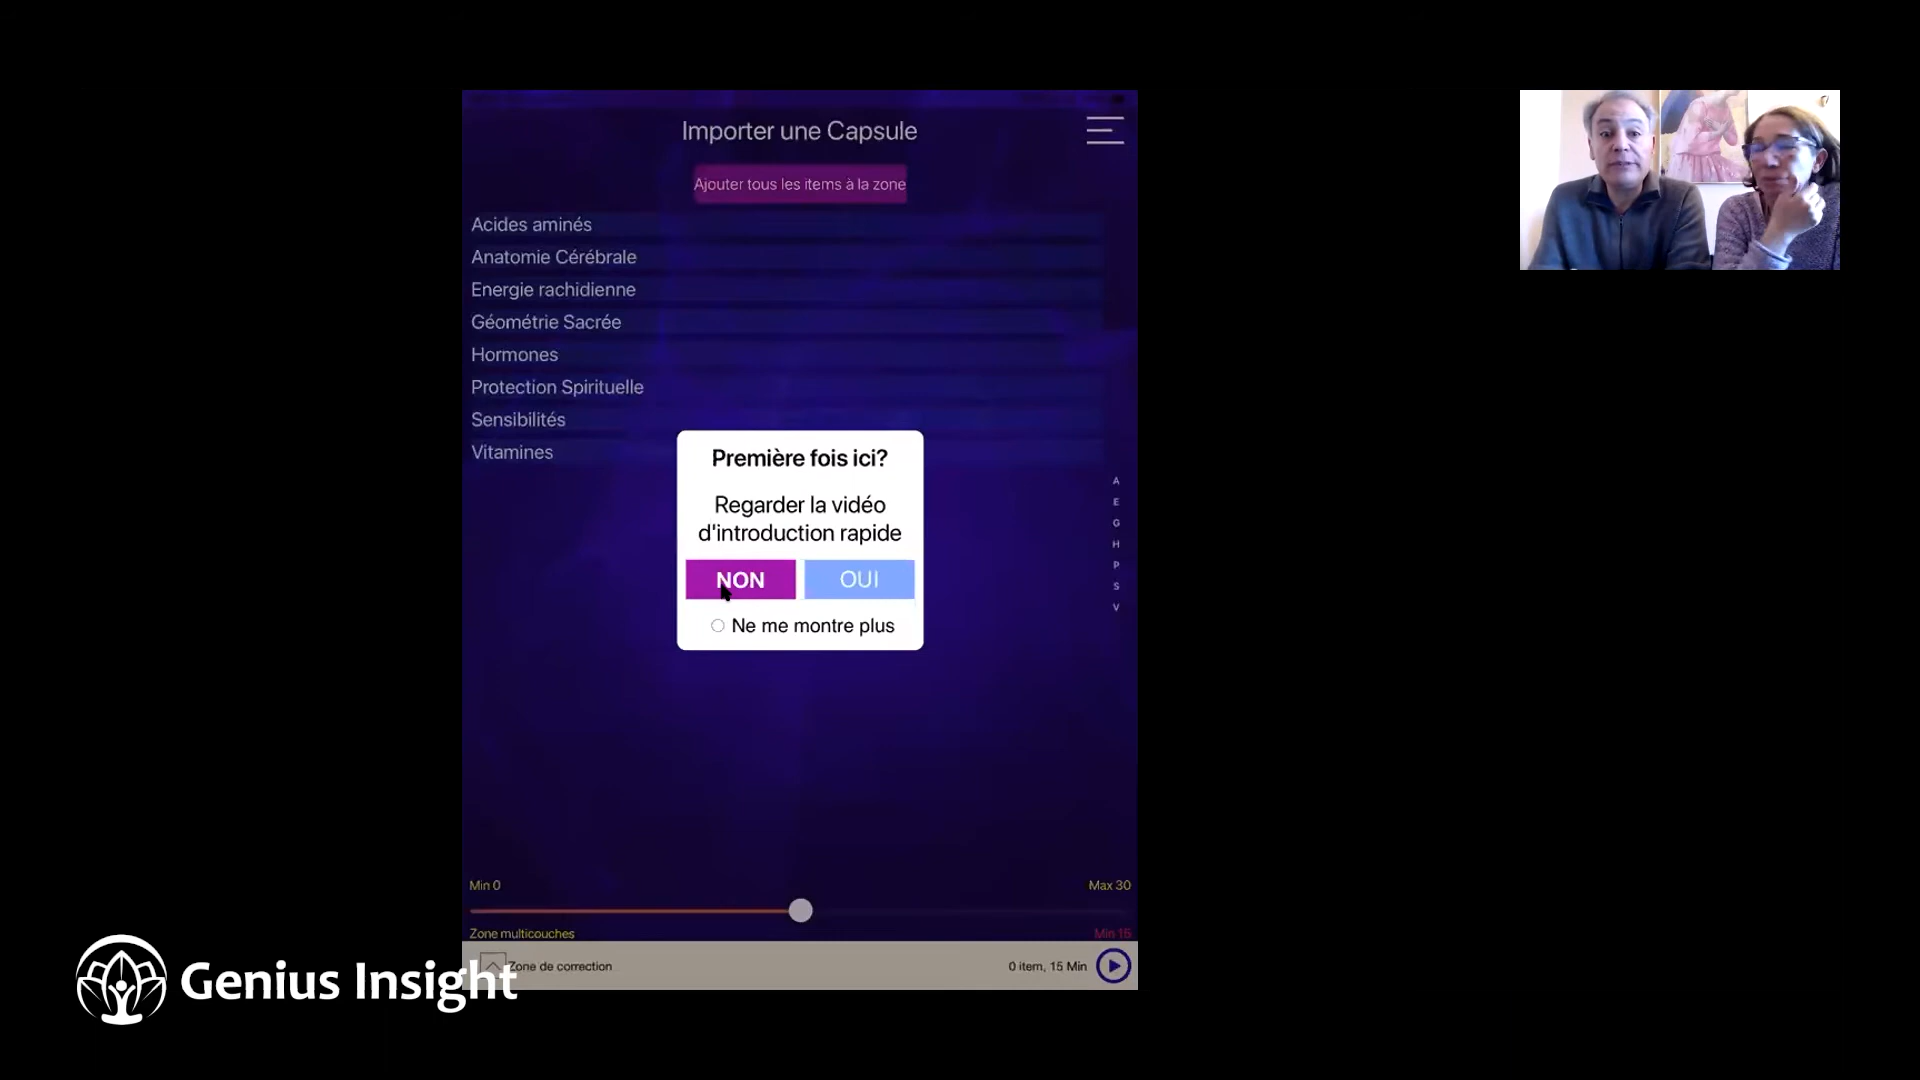 Importer une Capsule
Ajouter tous les items à la zone
Acides aminés
Anatomie Cérébrale
Energie rachidienne
Géométrie Sacrée
Hormones
Protection Spirituelle
Sensibilités
Vitamines
Première fois ici?
Regarder la vidéo
d'introduction rapide
NON
OUI
Ne me montre plus
A
E
G
H
P
S
V
Min 0
Max 30
Zone multicouches
Min 15
Zone de correction
0 item, 15 Min
Genius Insight